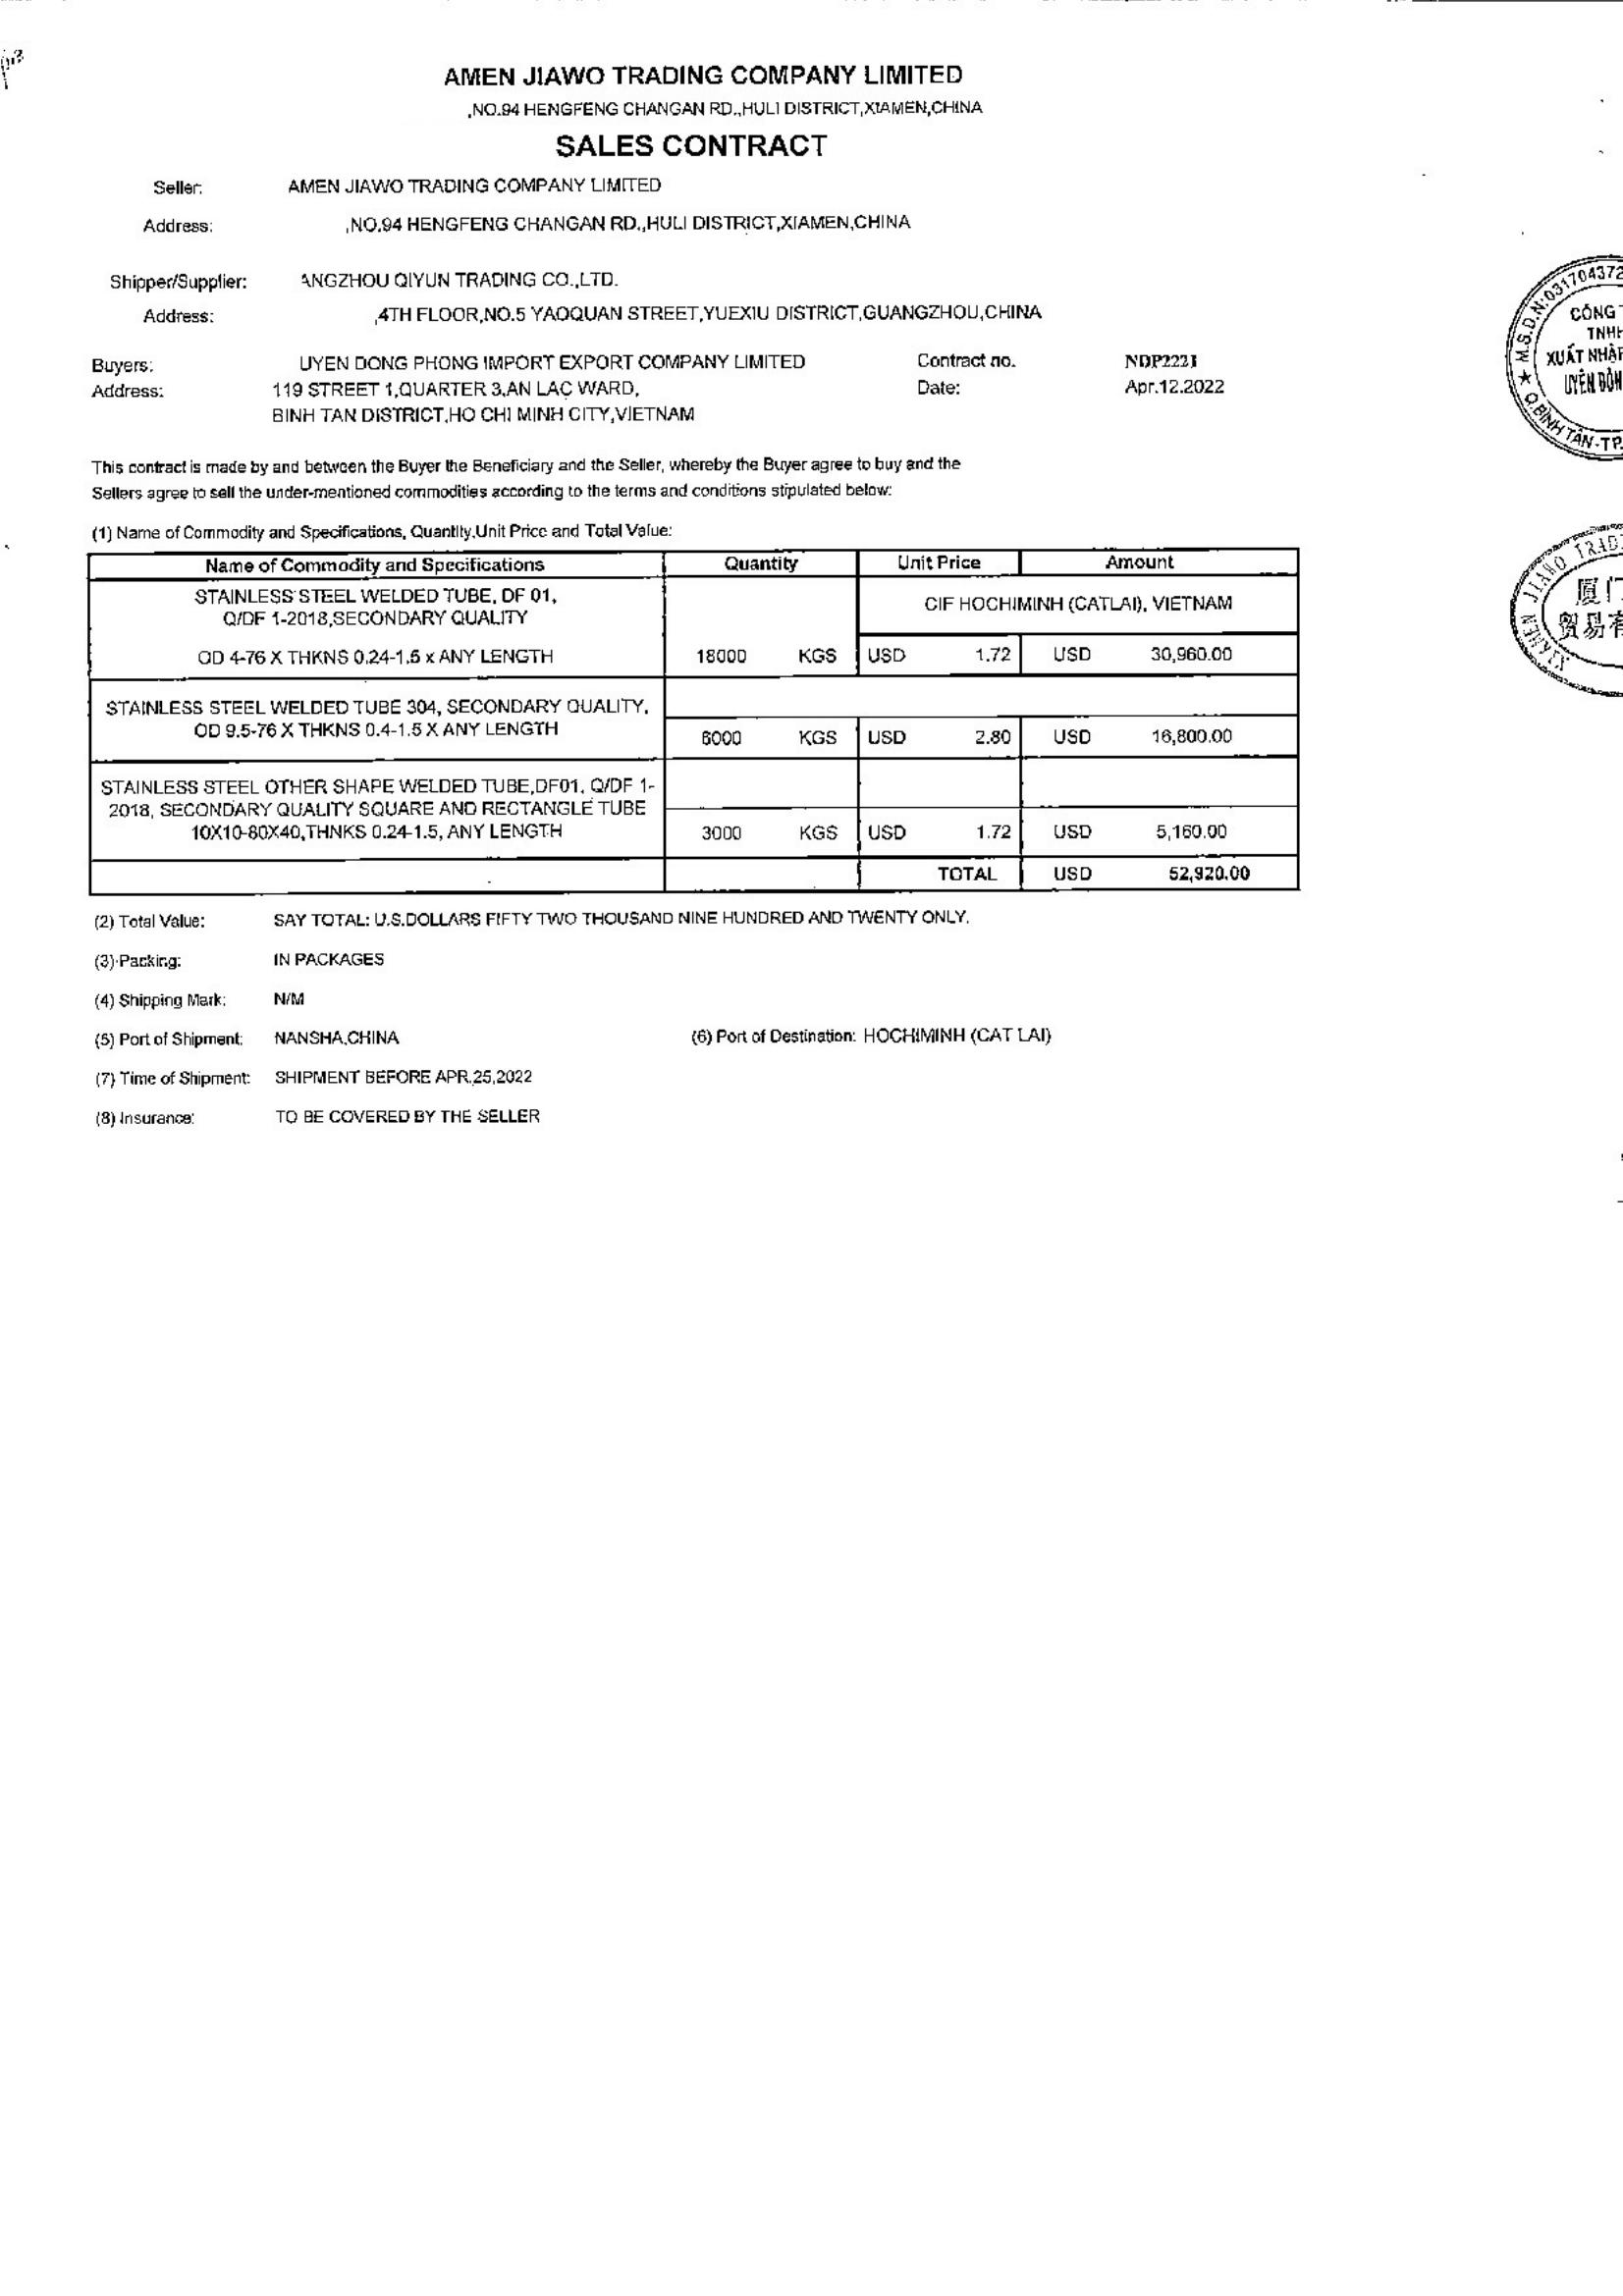 AMEN JIAWO TRADING COMPANY LIMITED
,NO.94 HENGFENG CHANGAN RD.,HULI DISTRICT,XIAMEN,CHINA
SALES CONTRACT
Seller: AMEN JIAWO TRADING COMPANY LIMITED
Address: ,NO.94 HENGFENG CHANGAN RD.,HULI DISTRICT,XIAMEN,CHINA
Shipper/Supplier: ANGZHOU QIYUN TRADING CO.,LTD.
Address: ,4TH FLOOR,NO.5 YAOQUAN STREET,YUEXIU DISTRICT,GUANGZHOU,CHINA
Buyers: UYEN DONG PHONG IMPORT EXPORT COMPANY LIMITED Contract no. NDP2221
Address: 119 STREET 1,QUARTER 3,AN LAC WARD, Date: Apr.12.2022
BINH TAN DISTRICT,HO CHI MINH CITY,VIETNAM
This contract is made by and between the Buyer the Beneficiary and the Seller, whereby the Buyer agree to buy and the
Sellers agree to sell the under-mentioned commodities according to the terms and conditions stipulated below:
(1) Name of Commodity and Specifications, Quantity,Unit Price and Total Value:
Name of Commodity and Specifications Quantity Unit Price Amount
STAINLESS STEEL WELDED TUBE, DF 01,
Q/DF 1-2018,SECONDARY QUALITY CIF HOCHIMINH (CATLAI), VIETNAM
OD 4-76 X THKNS 0.24-1.5 x ANY LENGTH 18000 KGS USD 1.72 USD 30,960.00
STAINLESS STEEL WELDED TUBE 304, SECONDARY QUALITY,
OD 9.5-76 X THKNS 0.4-1.5 X ANY LENGTH 6000 KGS USD 2.80 USD 16,800.00
STAINLESS STEEL OTHER SHAPE WELDED TUBE,DF01, Q/DF 1-
2018, SECONDARY QUALITY SQUARE AND RECTANGLE TUBE
10X10-80X40,THNKS 0.24-1.5, ANY LENGTH 3000 KGS USD 1.72 USD 5,160.00
TOTAL USD 52,920.00
(2) Total Value: SAY TOTAL: U.S.DOLLARS FIFTY TWO THOUSAND NINE HUNDRED AND TWENTY ONLY.
(3) Packing: IN PACKAGES
(4) Shipping Mark: N/M
(5) Port of Shipment: NANSHA,CHINA (6) Port of Destination: HOCHIMINH (CAT LAI)
(7) Time of Shipment: SHIPMENT BEFORE APR.25,2022
(8) Insurance: TO BE COVERED BY THE SELLER
M.S.D.N:03170437
CÔNG
TNH
XUẤT NHẬP
UYÊN ĐÔN
Q.BÌNH TÂN-TP.
XIAMEN JIAWO TRAD
厦门
贸易有